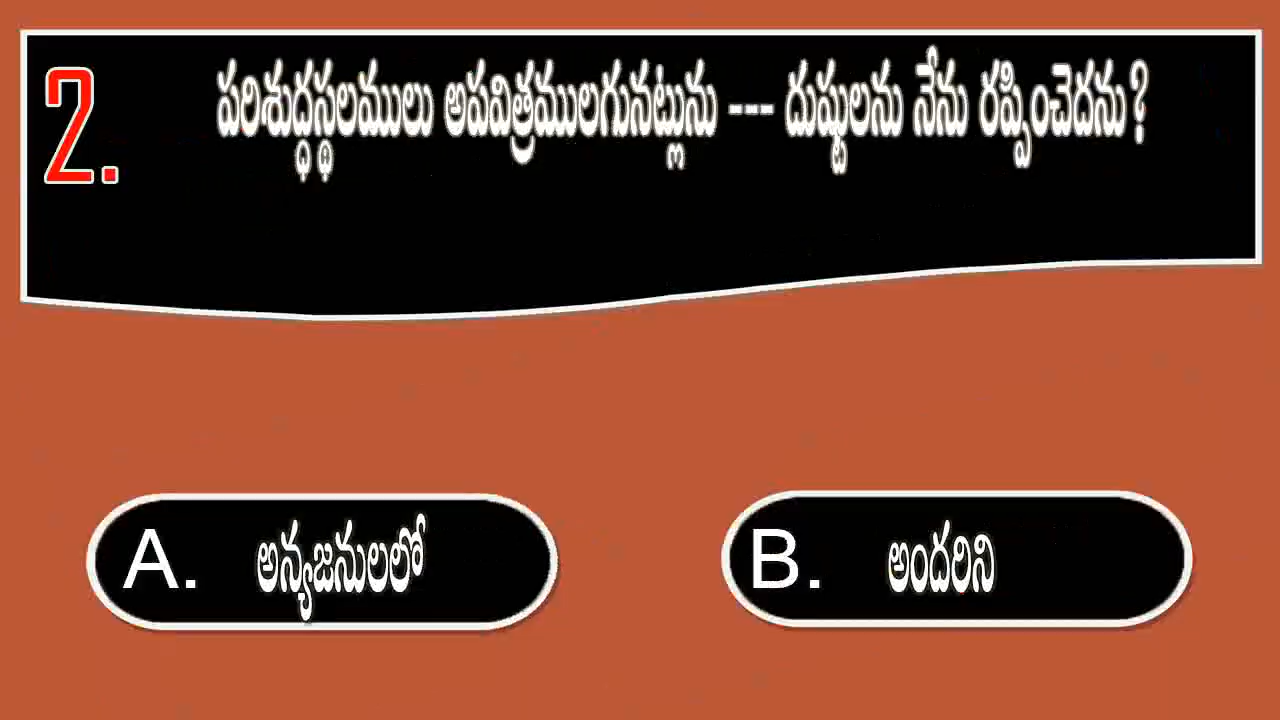 2. పరిశుద్ధస్థలములు అపవిత్రములగునట్లును --- దుష్టులను నేను రప్పించెదను?
A. అన్యజనులలో
B. అందరిని